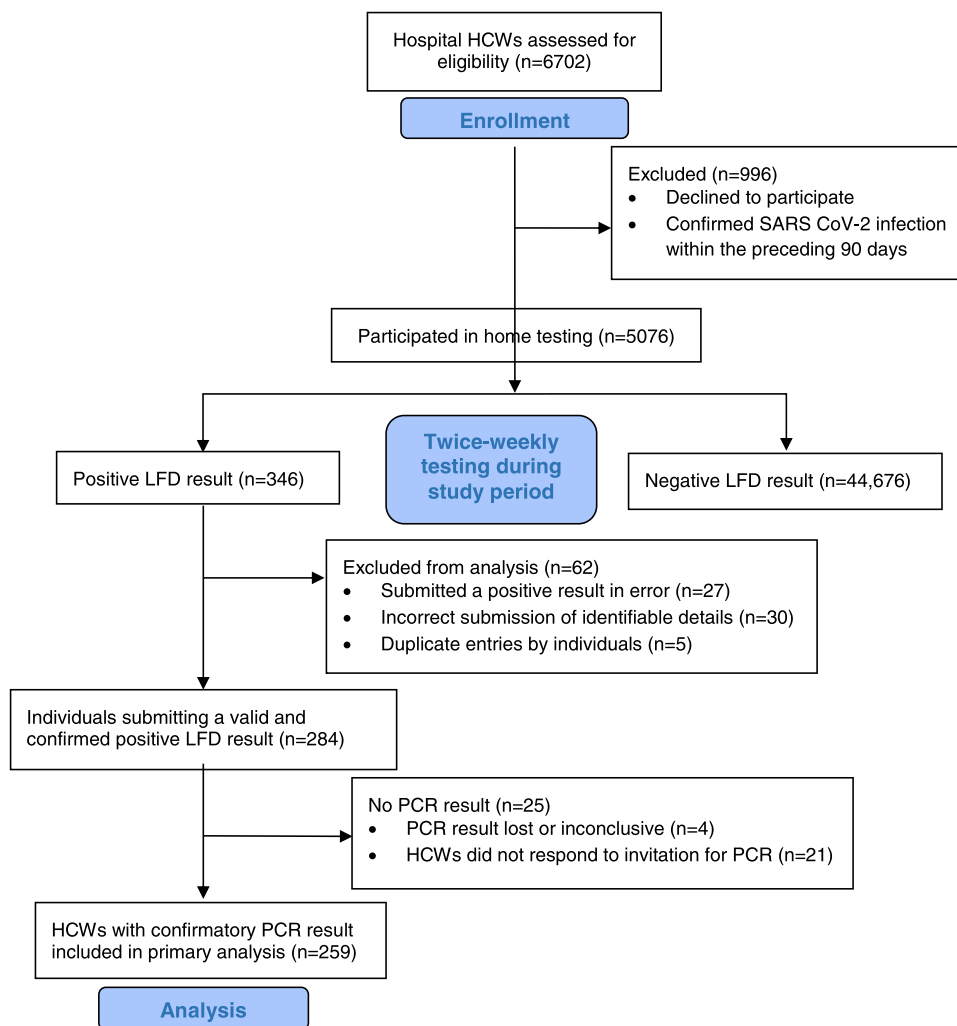 Hospital HCWs assessed for
eligibility (n=6702)
Enrollment
Excluded (n=996)
• Declined to participate
• Confirmed SARS CoV-2 infection
within the preceding 90 days
Participated in home testing (n=5076)
Twice-weekly
testing during
study period
Positive LFD result (n=346)
Negative LFD result (n=44,676)
Excluded from analysis (n=62)
• Submitted a positive result in error (n=27)
• Incorrect submission of identifiable details (n=30)
• Duplicate entries by individuals (n=5)
Individuals submitting a valid and
confirmed positive LFD result (n=284)
No PCR result (n=25)
• PCR result lost or inconclusive (n=4)
• HCWs did not respond to invitation for PCR (n=21)
HCWs with confirmatory PCR result
included in primary analysis (n=259)
Analysis